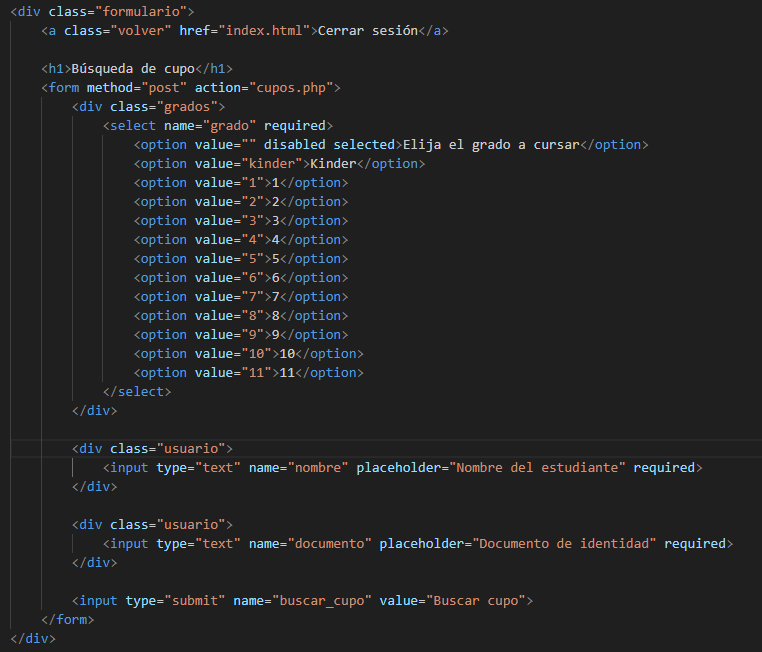 <div class="formulario">
<a class="volver" href="index.html">Cerrar sesión</a>
<h1>Búsqueda de cupo</h1>
<form method="post" action="cupos.php">
<div class="grados">
<select name="grado" required>
<option value="" disabled selected>Elija el grado a cursar</option>
<option value="kinder">Kinder</option>
<option value="1">1</option>
<option value="2">2</option>
<option value="3">3</option>
<option value="4">4</option>
<option value="5">5</option>
<option value="6">6</option>
<option value="7">7</option>
<option value="8">8</option>
<option value="9">9</option>
<option value="10">10</option>
<option value="11">11</option>
</select>
</div>
<div class="usuario">
<input type="text" name="nombre" placeholder="Nombre del estudiante" required>
</div>
<div class="usuario">
<input type="text" name="documento" placeholder="Documento de identidad" required>
</div>
<input type="submit" name="buscar_cupo" value="Buscar cupo">
</form>
</div>